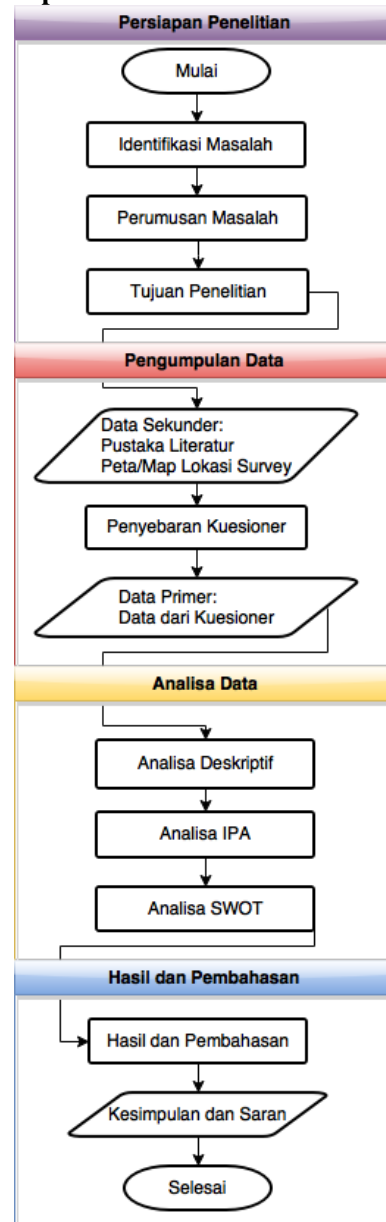 Persiapan Penelitian
Mulai
Identifikasi Masalah
Perumusan Masalah
Tujuan Penelitian
Pengumpulan Data
Data Sekunder:
Pustaka Literatur
Peta/Map Lokasi Survey
Penyebaran Kuesioner
Data Primer:
Data dari Kuesioner
Analisa Data
Analisa Deskriptif
Analisa IPA
Analisa SWOT
Hasil dan Pembahasan
Hasil dan Pembahasan
Kesimpulan dan Saran
Selesai